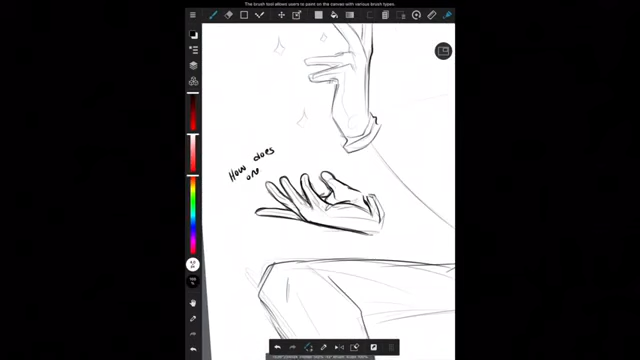 The brush tool allows users to paint on the canvas with various brush types.
How does
one